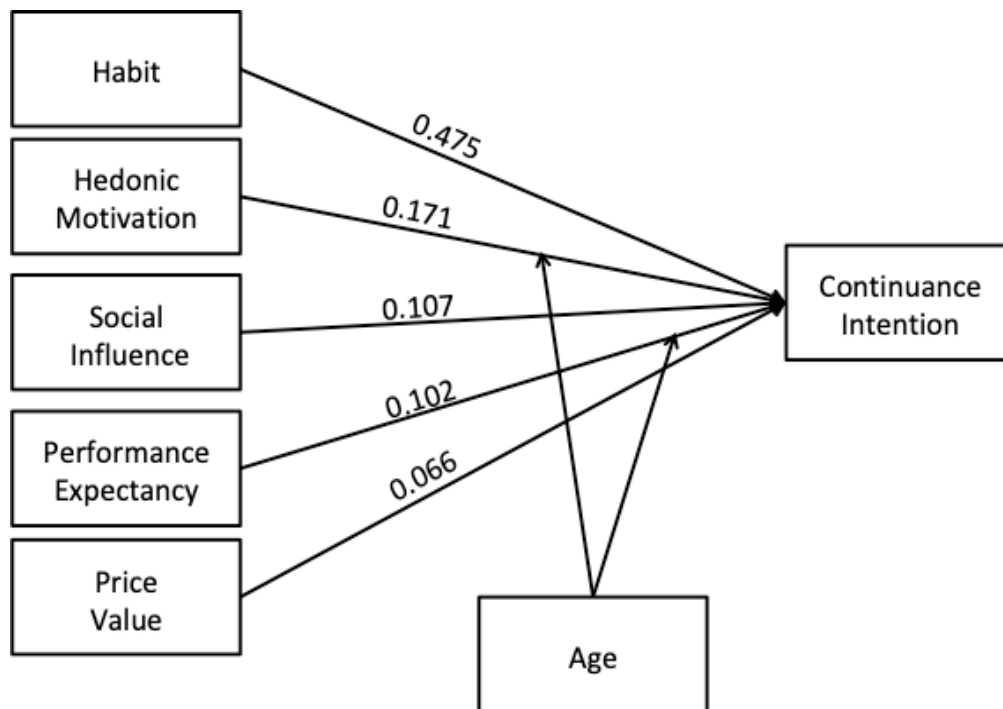 Habit
0.475
Hedonic
Motivation
0.171
Social
Influence
0.107
Performance
Expectancy
0.102
Price
Value
0.066
Continuance
Intention
Age